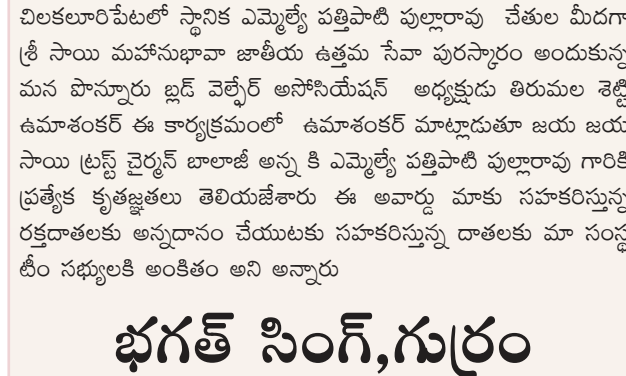 చిలకలూరిపేటలో స్థానిక ఎమ్మెల్యే పత్తిపాటి పుల్లారావు చేతుల మీదగా
శ్రీ సాయి మహానుభావా జాతీయ ఉత్తమ సేవా పురస్కారం అందుకున్న
మన పొన్నూరు బ్లడ్ వెల్ఫేర్ అసోసియేషన్ అధ్యక్షుడు తిరుమల శెట్టి
ఉమాశంకర్ ఈ కార్యక్రమంలో ఉమాశంకర్ మాట్లాడుతూ జయ జయ
సాయి ట్రస్ట్ చైర్మన్ బాలాజీ అన్న కి ఎమ్మెల్యే పత్తిపాటి పుల్లారావు గారికి
ప్రత్యేక కృతజ్ఞతలు తెలియజేశారు ఈ అవార్డు మాకు సహకరిస్తున్న
రక్తదాతలకు అన్నదానం చేయుటకు సహకరిస్తున్న దాతలకు మా సంస్థ
టీం సభ్యులకి అంకితం అని అన్నారు
భగత్ సింగ్,గుర్రం